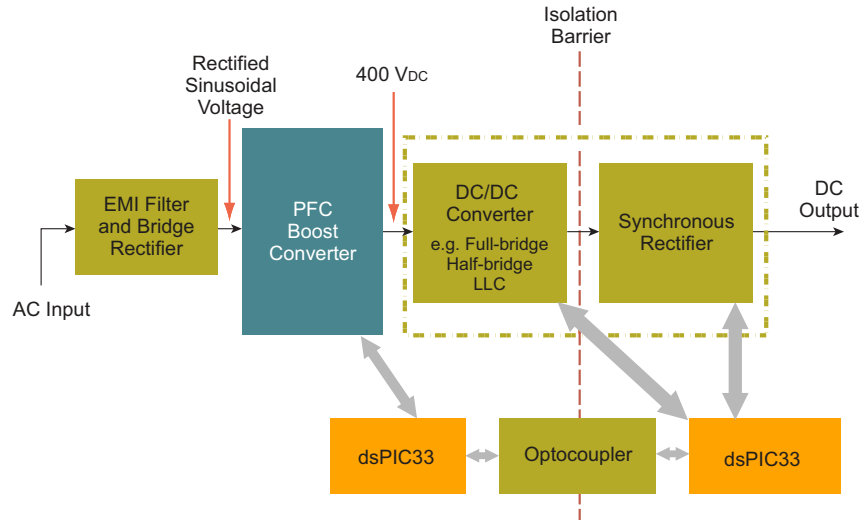 Isolation
Barrier
Rectified
Sinusoidal
Voltage
400 VDC
EMI Filter
and Bridge
Rectifier
PFC
Boost
Converter
DC/DC
Converter
e.g. Full-bridge
Half-bridge
LLC
Synchronous
Rectifier
DC
Output
AC Input
dsPIC33
Optocoupler
dsPIC33